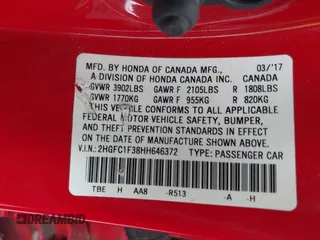 MFD. BY HONDA OF CANADA MFG., 03/'17
A DIVISION OF HONDA CANADA INC. CANADA
GVWR 3902LBS GAWR F 2105LBS R 1808LBS
GVWR 1770KG GAWR F 955KG R 820KG
THIS VEHICLE CONFORMS TO ALL APPLICABLE
FEDERAL MOTOR VEHICLE SAFETY, BUMPER,
AND THEFT PREVENTION STANDARDS IN EFFECT
ON THE DATE OF MANUFACTURE SHOWN ABOVE.
V.I.N.: 2HGFC1F38HH646372 TYPE: PASSENGER CAR
TBE H AA8 -R513 -A -H